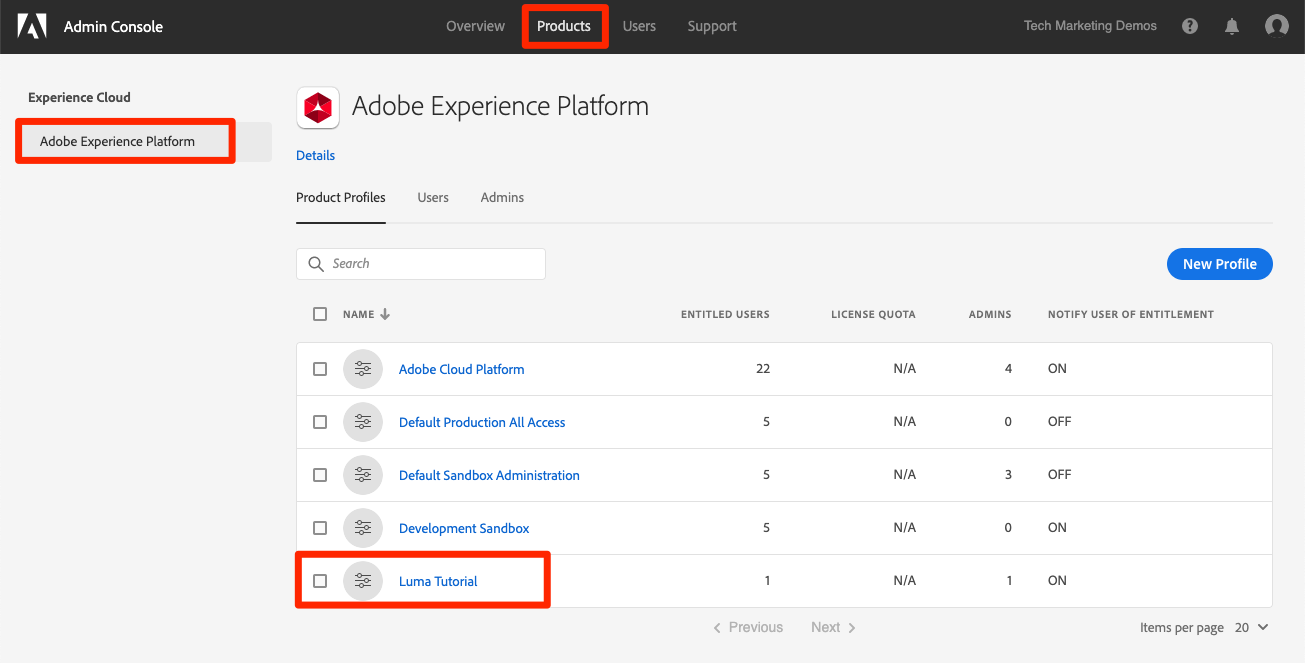 Admin Console Overview Products Users Support Tech Marketing Demos ?
Experience Cloud
Adobe Experience Platform
Adobe Experience Platform
Details
Product Profiles Users Admins
Search
New Profile
NAME ENTITLED USERS LICENSE QUOTA ADMINS NOTIFY USER OF ENTITLEMENT
Adobe Cloud Platform 22 N/A 4 ON
Default Production All Access 5 N/A 0 OFF
Default Sandbox Administration 5 N/A 3 OFF
Development Sandbox 5 N/A 0 ON
Luma Tutorial 1 N/A 1 ON
Previous Next Items per page 20